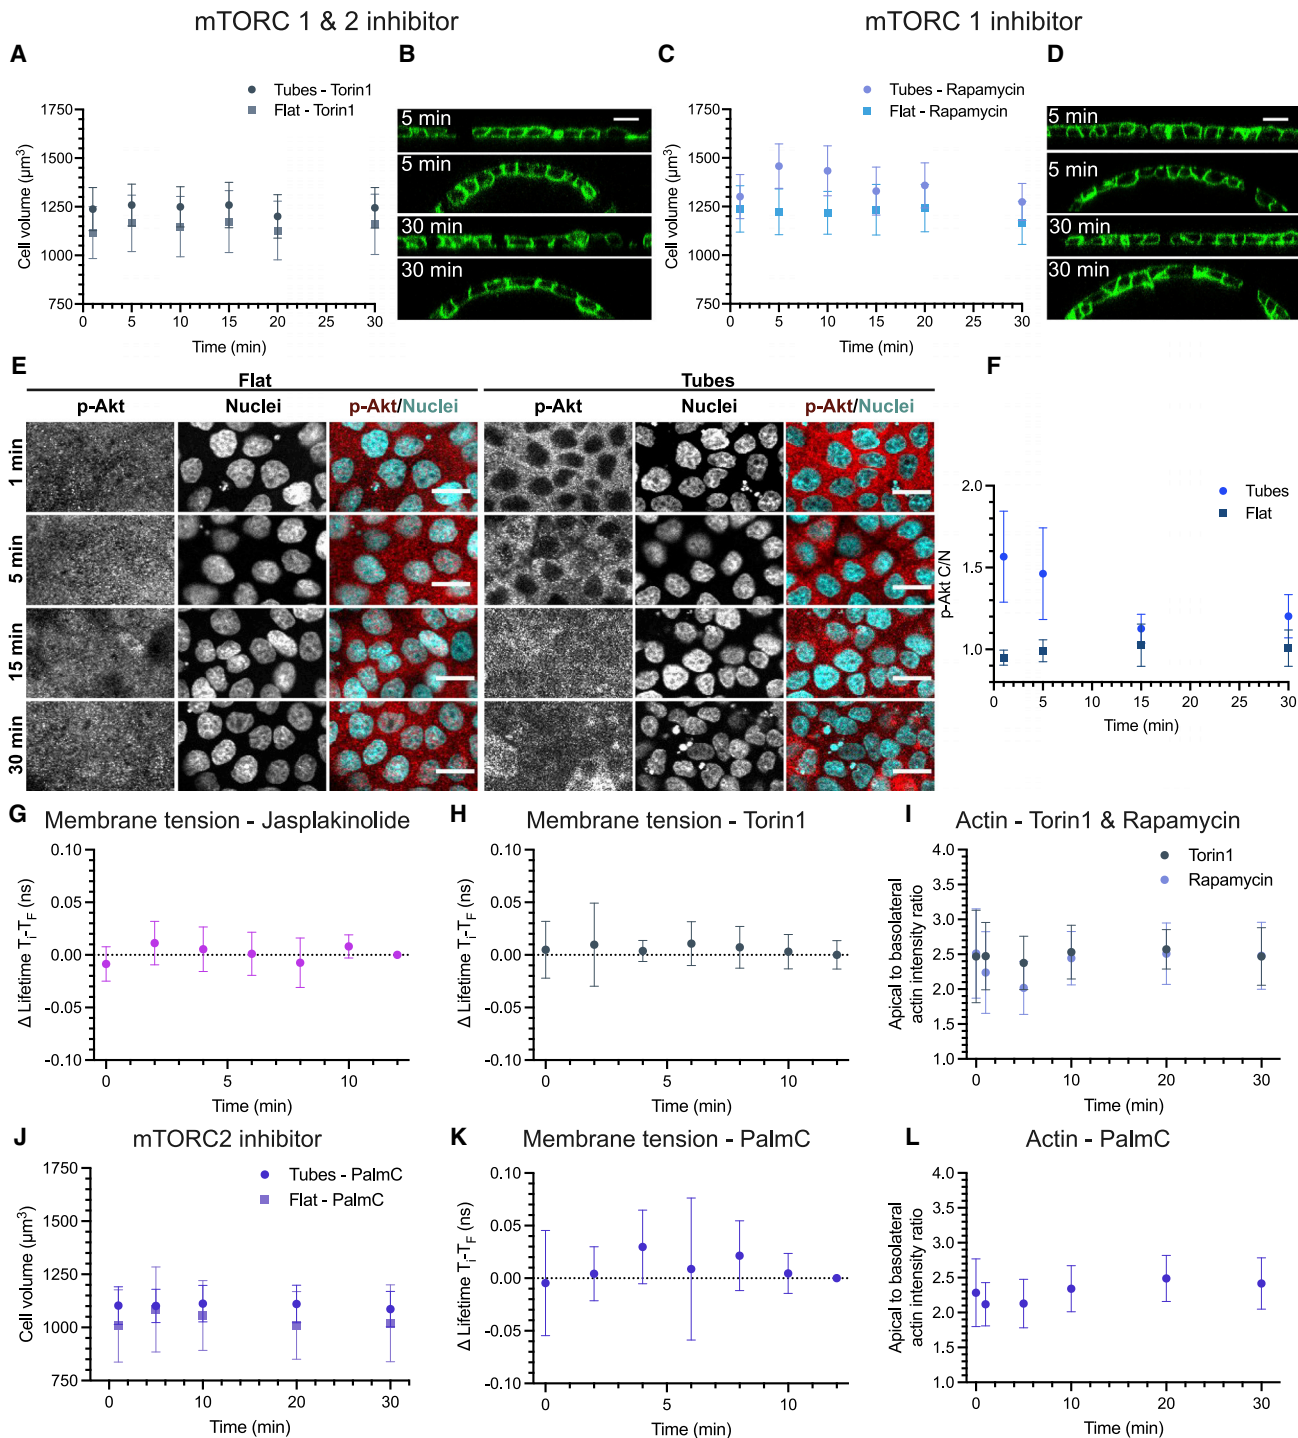 mTORC 1 & 2 inhibitor
mTORC 1 inhibitor
A
Tubes - Torin1
Flat - Torin1
Cell volume (µm³)
1750
1500
1250
1000
750
0 5 10 15 20 25 30
Time (min)
B
5 min
5 min
30 min
30 min
C
Tubes - Rapamycin
Flat - Rapamycin
Cell volume (µm³)
1750
1500
1250
1000
750
0 5 10 15 20 25 30
Time (min)
D
5 min
5 min
30 min
30 min
E
Flat
Tubes
p-Akt Nuclei p-Akt/Nuclei p-Akt Nuclei p-Akt/Nuclei
1 min
5 min
15 min
30 min
F
Tubes
Flat
p-Akt C/N
2.0
1.5
1.0
0 5 10 15 20 25 30
Time (min)
G
Membrane tension - Jasplakinolide
Δ Lifetime Ti-TF (ns)
0.10
0.05
0.00
-0.05
-0.10
0 5 10
Time (min)
H
Membrane tension - Torin1
Δ Lifetime Ti-TF (ns)
0.10
0.05
0.00
-0.05
-0.10
0 5 10
Time (min)
I
Actin - Torin1 & Rapamycin
Torin1
Rapamycin
Apical to basolateral
actin intensity ratio
4.0
3.5
3.0
2.5
2.0
1.5
1.0
0 10 20 30
Time (min)
J
mTORC2 inhibitor
Tubes - PalmC
Flat - PalmC
Cell volume (µm³)
1750
1500
1250
1000
750
0 10 20 30
Time (min)
K
Membrane tension - PalmC
Δ Lifetime Ti-TF (ns)
0.10
0.05
0.00
-0.05
-0.10
0 5 10
Time (min)
L
Actin - PalmC
Apical to basolateral
actin intensity ratio
4.0
3.5
3.0
2.5
2.0
1.5
1.0
0 10 20 30
Time (min)